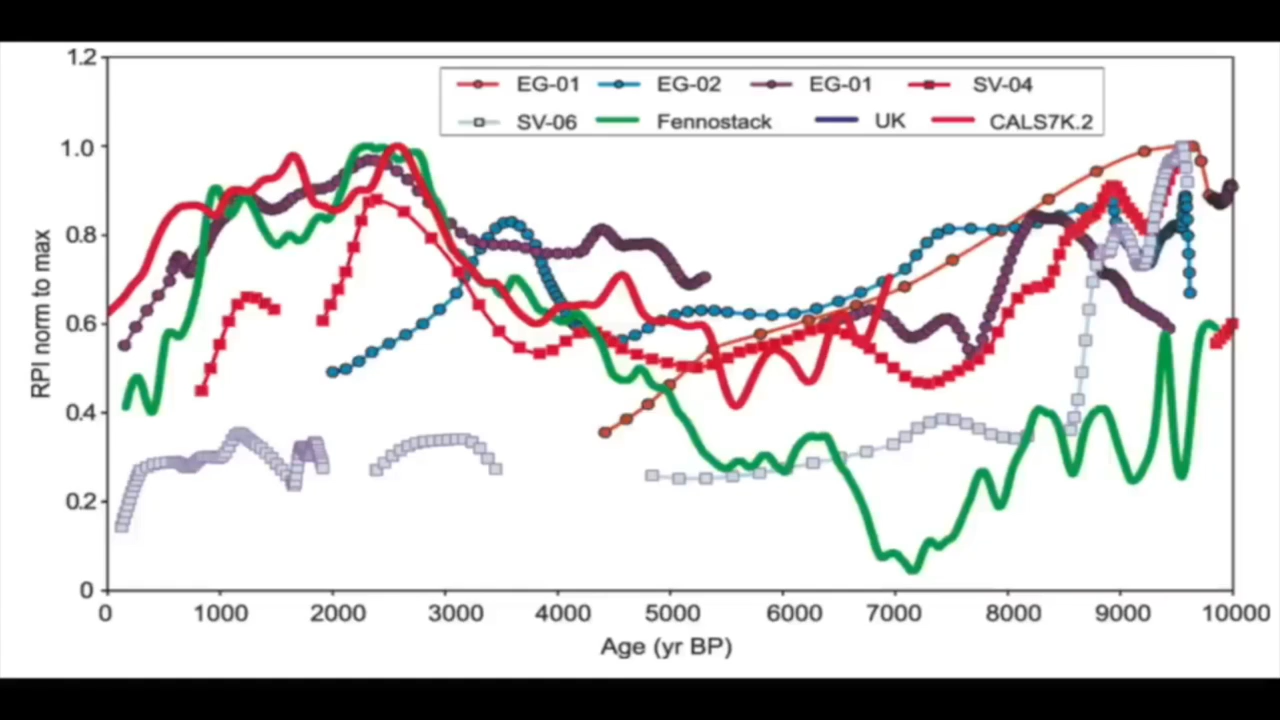 1.2
1.0
0.8
0.6
0.4
0.2
0
RPI norm to max
EG-01 EG-02 EG-01 SV-04
SV-06 Fennostack UK CALS7K.2
0 1000 2000 3000 4000 5000 6000 7000 8000 9000 10000
Age (yr BP)